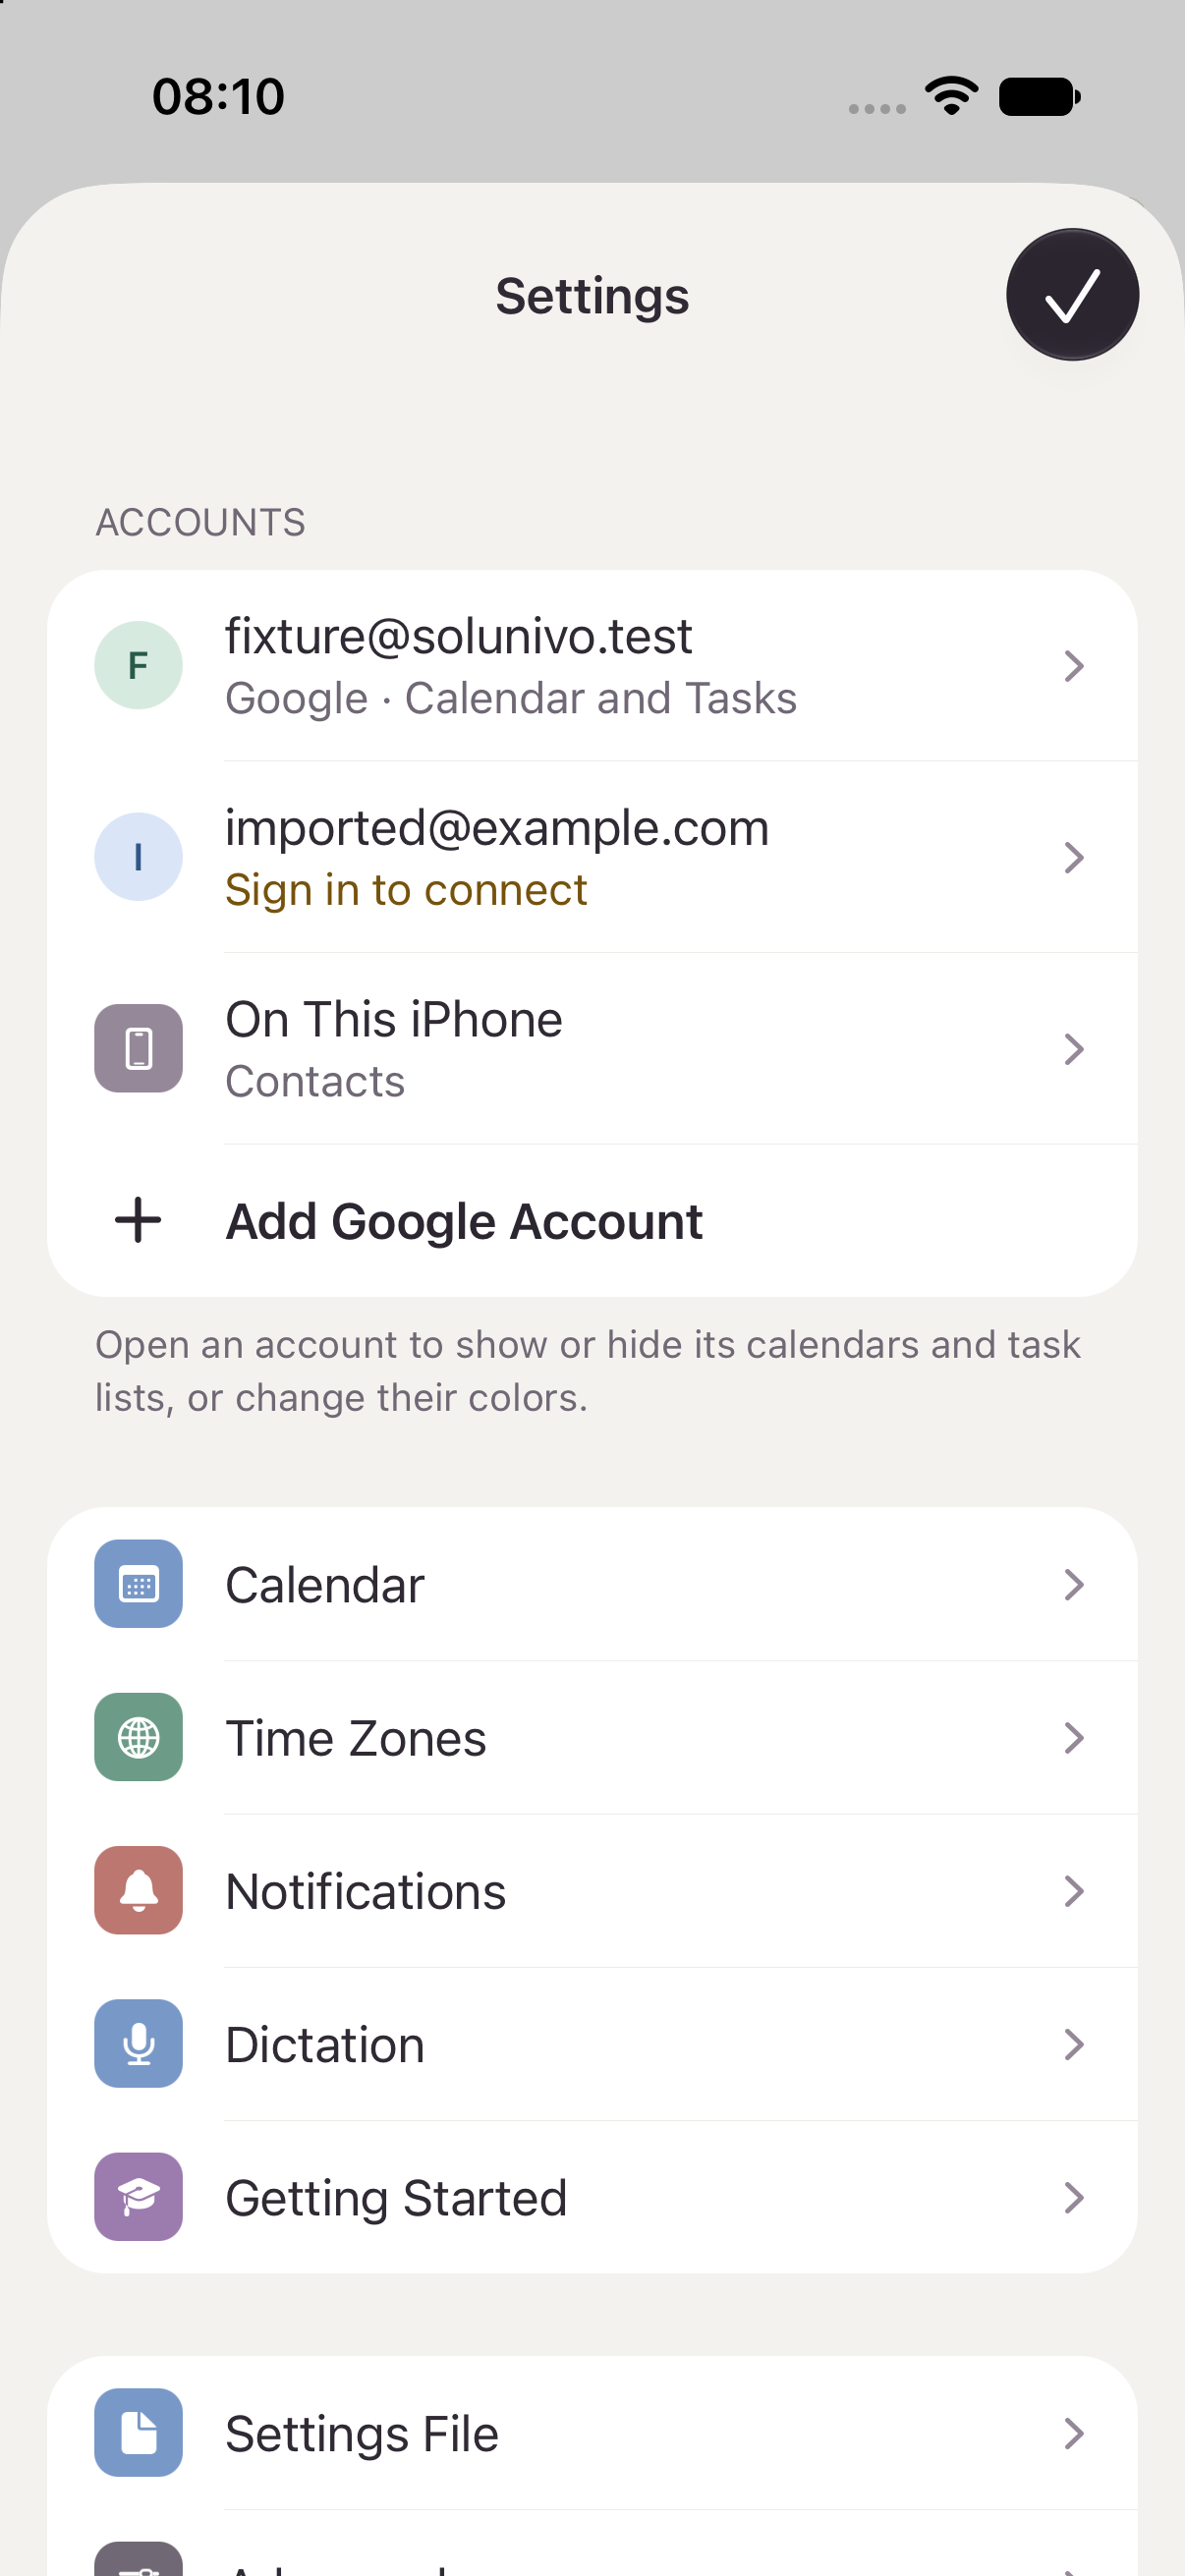 08:10
Settings
ACCOUNTS
F
fixture@solunivo.test
Google · Calendar and Tasks
I
imported@example.com
Sign in to connect
On This iPhone
Contacts
Add Google Account
Open an account to show or hide its calendars and task
lists, or change their colors.
Calendar
Time Zones
Notifications
Dictation
Getting Started
Settings File